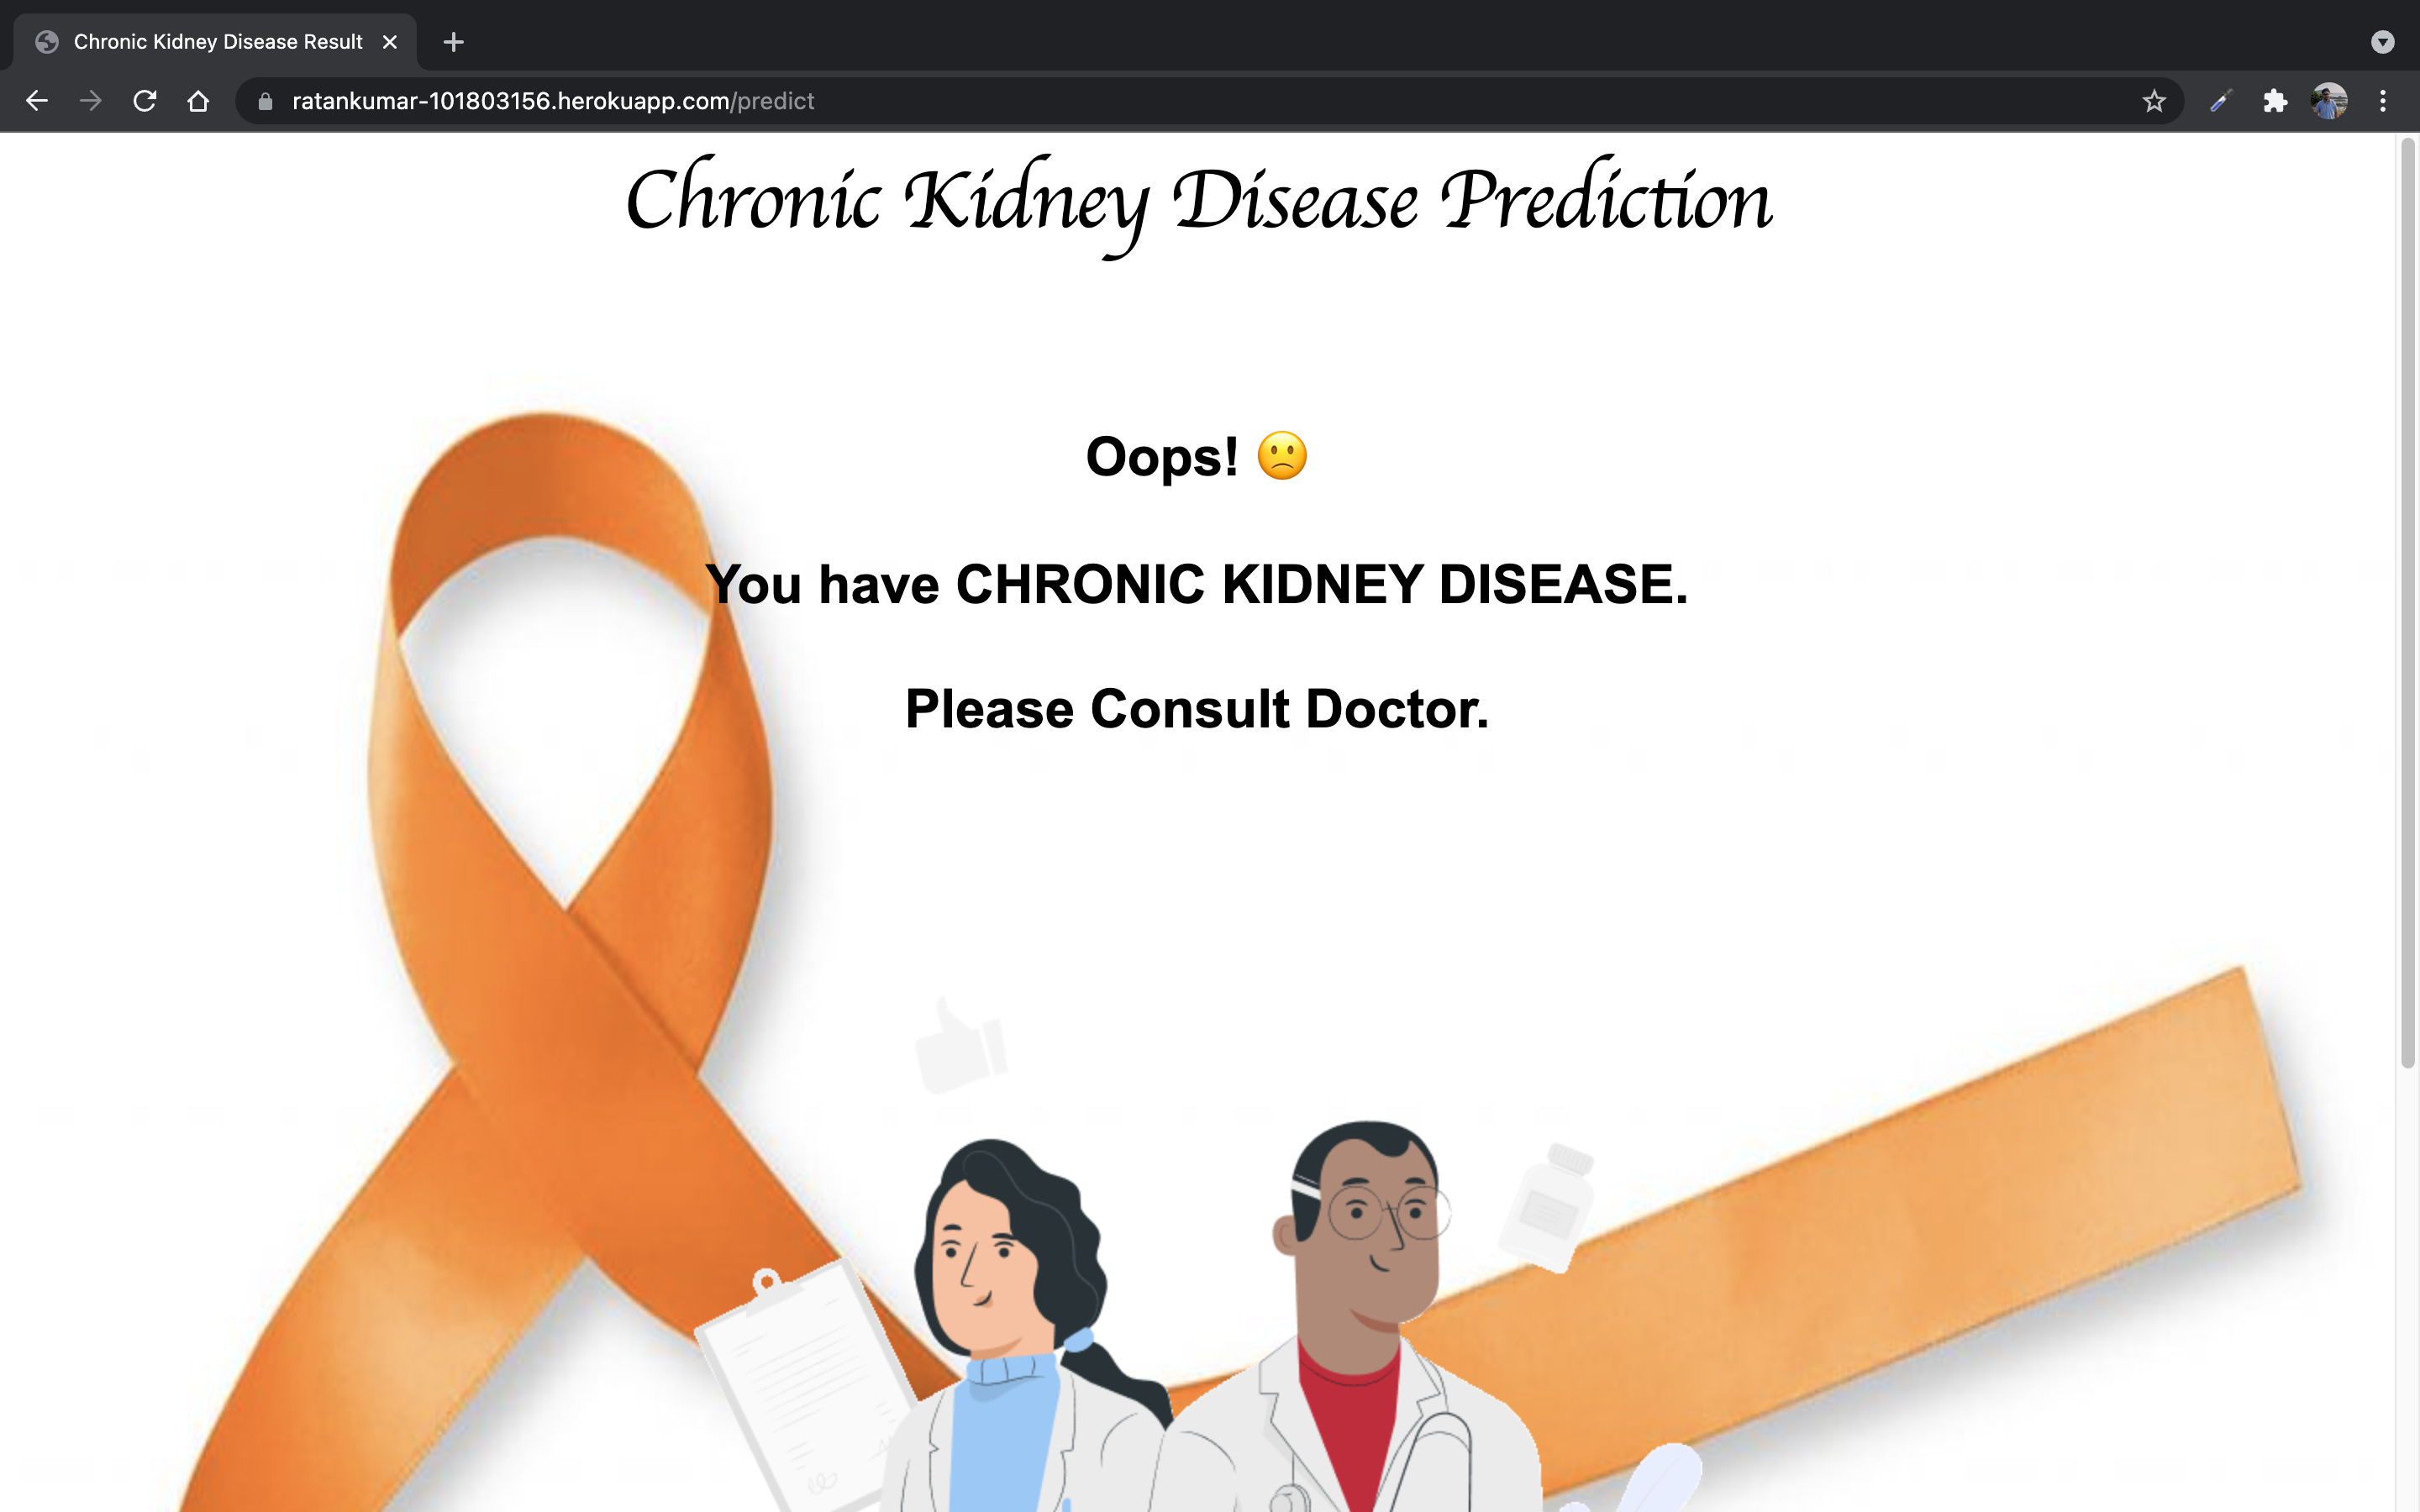 Chronic Kidney Disease Result
ratankumar-101803156.herokuapp.com/predict
Chronic Kidney Disease Prediction
Oops! 🙁
You have CHRONIC KIDNEY DISEASE.
Please Consult Doctor.